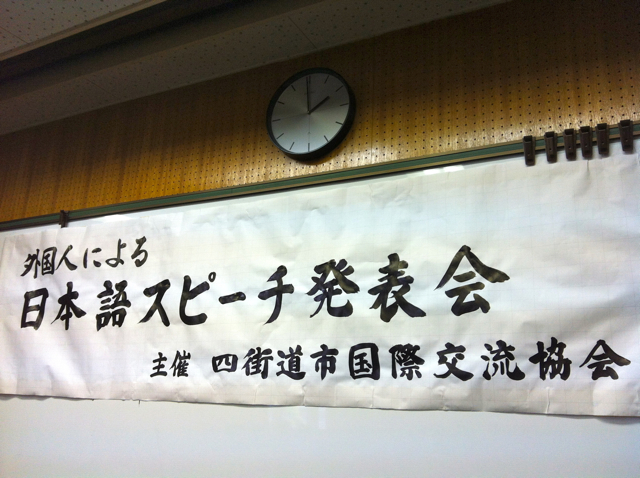 外国人による
日本語スピーチ発表会
主催 四街道市国際交流協会